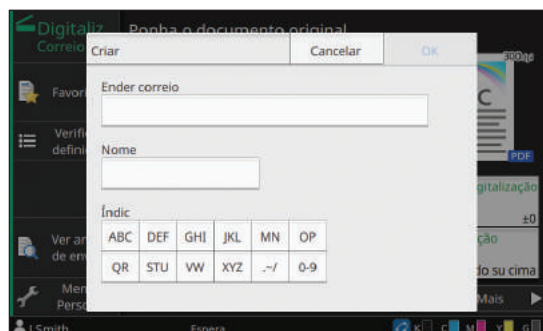 Digitaliz Ponha o documento original
Correio
Criar Cancelar OK
300dpi
Ender correio
Favori
C
Verifi
defini
PDF
Nome
gitalização
±0
Índic
ABC DEF GHI JKL MN OP
QR STU VW XYZ .~/ 0-9
Ver ar
de en
ção
do su cima
Men
Perso
Mais
J.Smith Espera K C M Y G